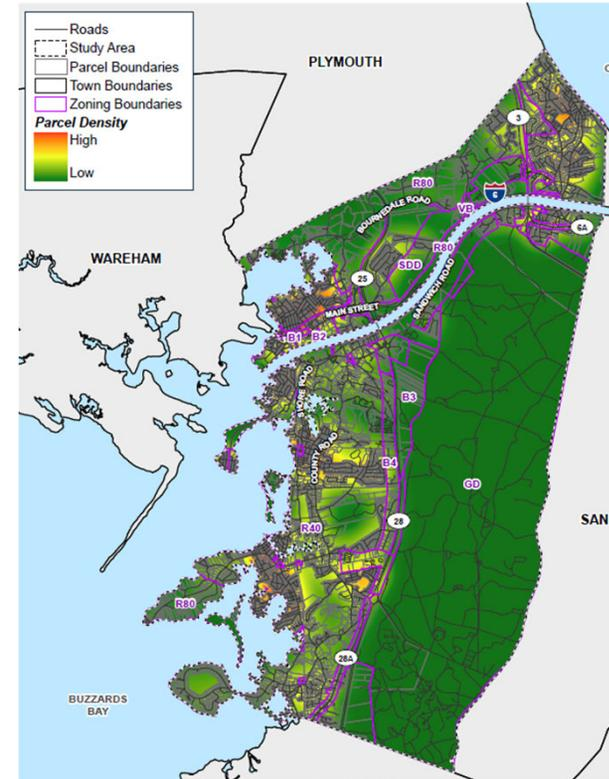 Roads
Study Area
Parcel Boundaries
Town Boundaries
Zoning Boundaries
Parcel Density
High
Low
PLYMOUTH
3
R80
BOURNEDALE ROAD
6
VB
6A
WAREHAM
R80
SDD
25
SANDWICH ROAD
MAIN STREET
B1
B2
SHORE ROAD
B3
COUNTY ROAD
B4
GD
SAN
R40
28
R80
28A
BUZZARDS
BAY